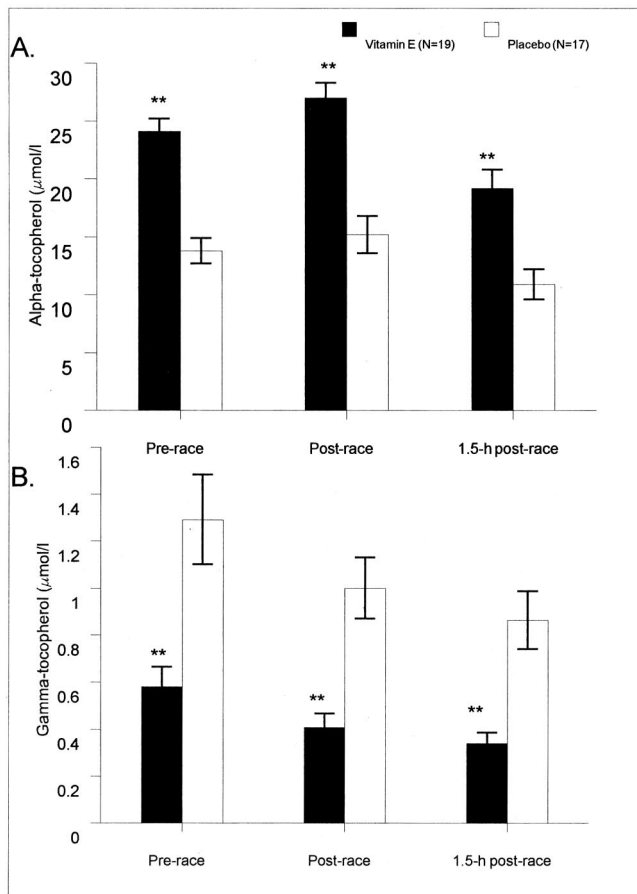 Vitamin E (N=19) Placebo (N=17)
A.
Alpha-tocopherol (μmol/l
30
25
20
15
10
5
0
** ** **
Pre-race Post-race 1.5-h post-race
B.
Gamma-tocopherol (μmol/l
1.6
1.4
1.2
1
0.8
0.6
0.4
0.2
0
** ** **
Pre-race Post-race 1.5-h post-race